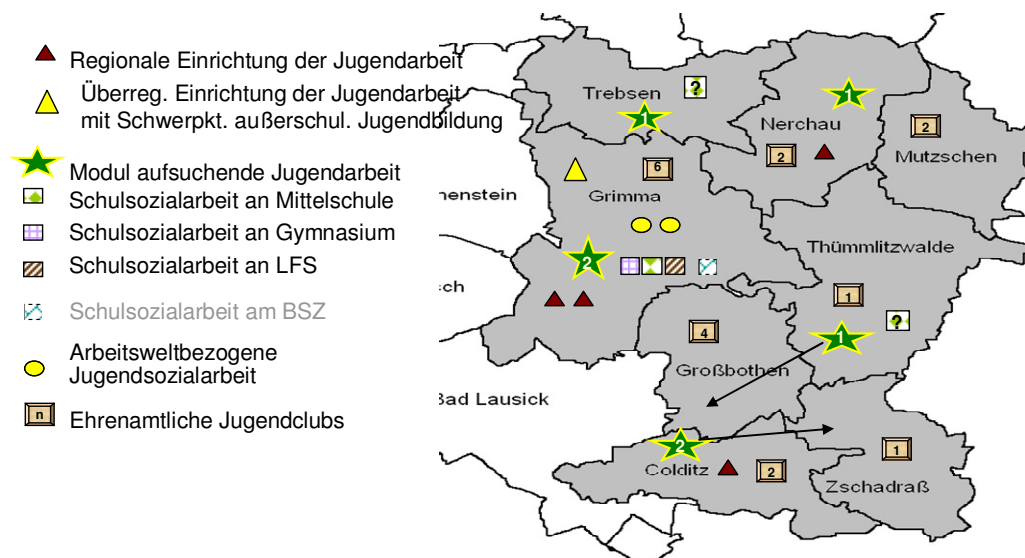 Regionale Einrichtung der Jugendarbeit
Überreg. Einrichtung der Jugendarbeit
mit Schwerpkt. außerschul. Jugendbildung
Modul aufsuchende Jugendarbeit
Schulsozialarbeit an Mittelschule
Schulsozialarbeit an Gymnasium
Schulsozialarbeit an LFS
Schulsozialarbeit am BSZ
Arbeitsweltbezogene
Jugendsozialarbeit
n
Ehrenamtliche Jugendclubs
?
Trebsen
1
1
Nerchau
2
2
Mutzschen
6
Grimma
nenstein
Thümmlitzwalde
2
sch
1
?
4
1
Großbothen
Bad Lausick
2
Colditz
2
1
Zschadraß